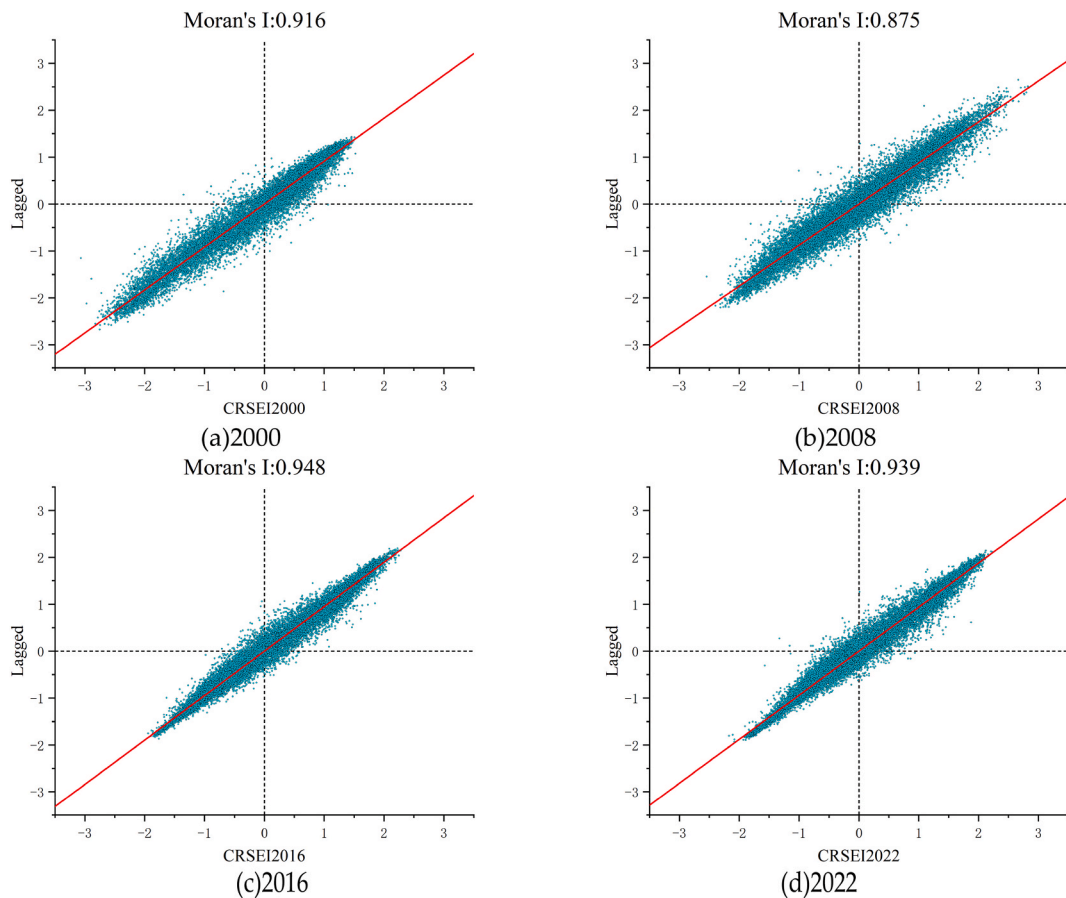 Moran's I:0.916
3
2
1
0
-1
-2
-3
Lagged
-3 -2 -1 0 1 2 3
CRSEI2000
(a)2000
Moran's I:0.875
3
2
1
0
-1
-2
-3
Lagged
-3 -2 -1 0 1 2 3
CRSEI2008
(b)2008
Moran's I:0.948
3
2
1
0
-1
-2
-3
Lagged
-3 -2 -1 0 1 2 3
CRSEI2016
(c)2016
Moran's I:0.939
3
2
1
0
-1
-2
-3
Lagged
-3 -2 -1 0 1 2 3
CRSEI2022
(d)2022